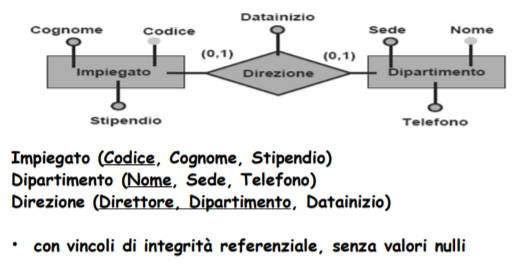 Datainizio
Cognome
Codice
Sede
Nome
(0,1)
(0,1)
Impiegato
Direzione
Dipartimento
Stipendio
Telefono
Impiegato (Codice, Cognome, Stipendio)
Dipartimento (Nome, Sede, Telefono)
Direzione (Direttore, Dipartimento, Datainizio)
• con vincoli di integrità referenziale, senza valori nulli